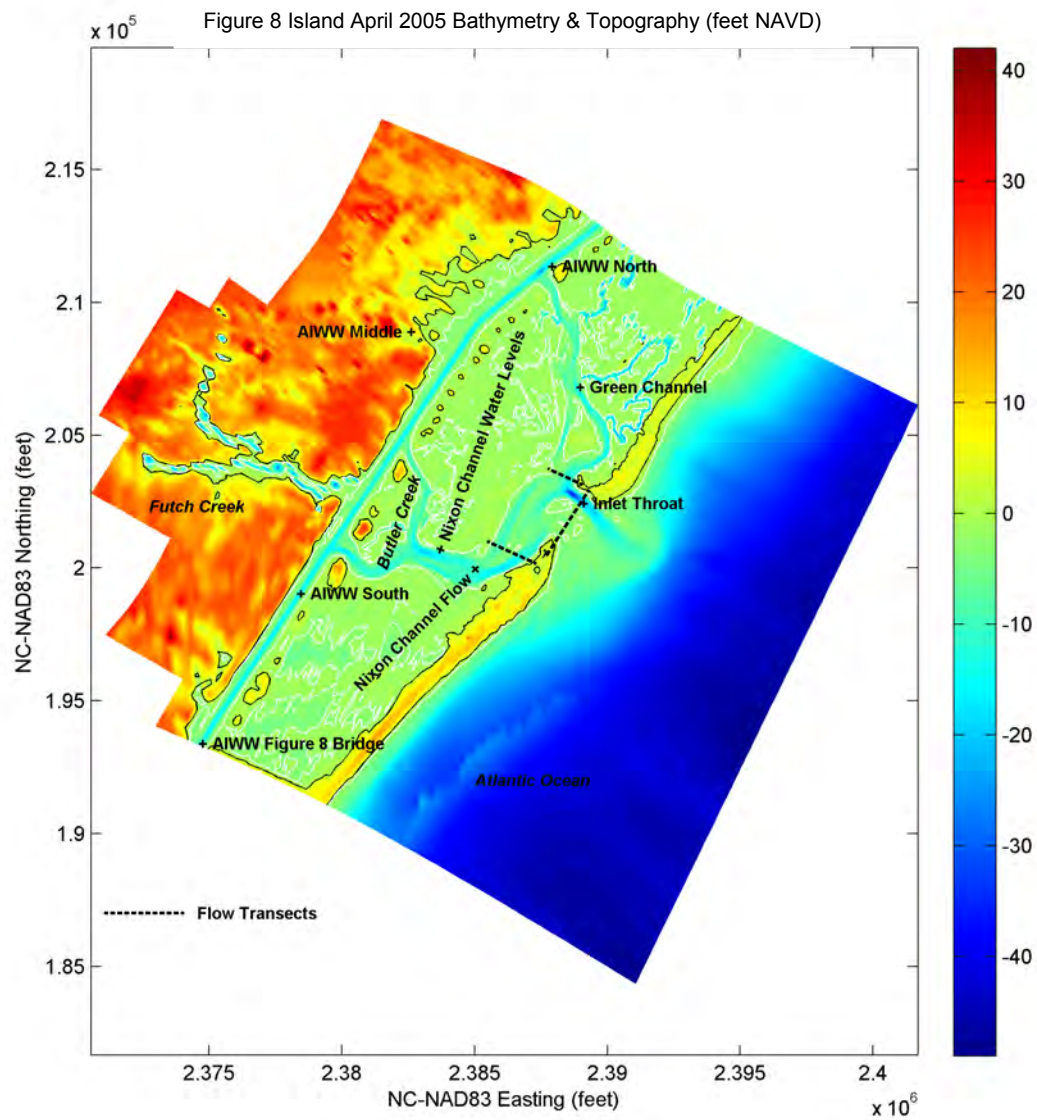 Figure 8 Island April 2005 Bathymetry & Topography (feet NAVD)
x 10^5
2.15
2.1
2.05
2
1.95
1.9
1.85
NC-NAD83 Northing (feet)
AIWW North
AIWW Middle
Green Channel
Nixon Channel Water Levels
Butler Creek
Futch Creek
Inlet Throat
AIWW South
Nixon Channel Flow
AIWW Figure 8 Bridge
Atlantic Ocean
Flow Transects
2.375
2.38
2.385
2.39
2.395
2.4
NC-NAD83 Easting (feet)
x 10^6
40
30
20
10
0
-10
-20
-30
-40